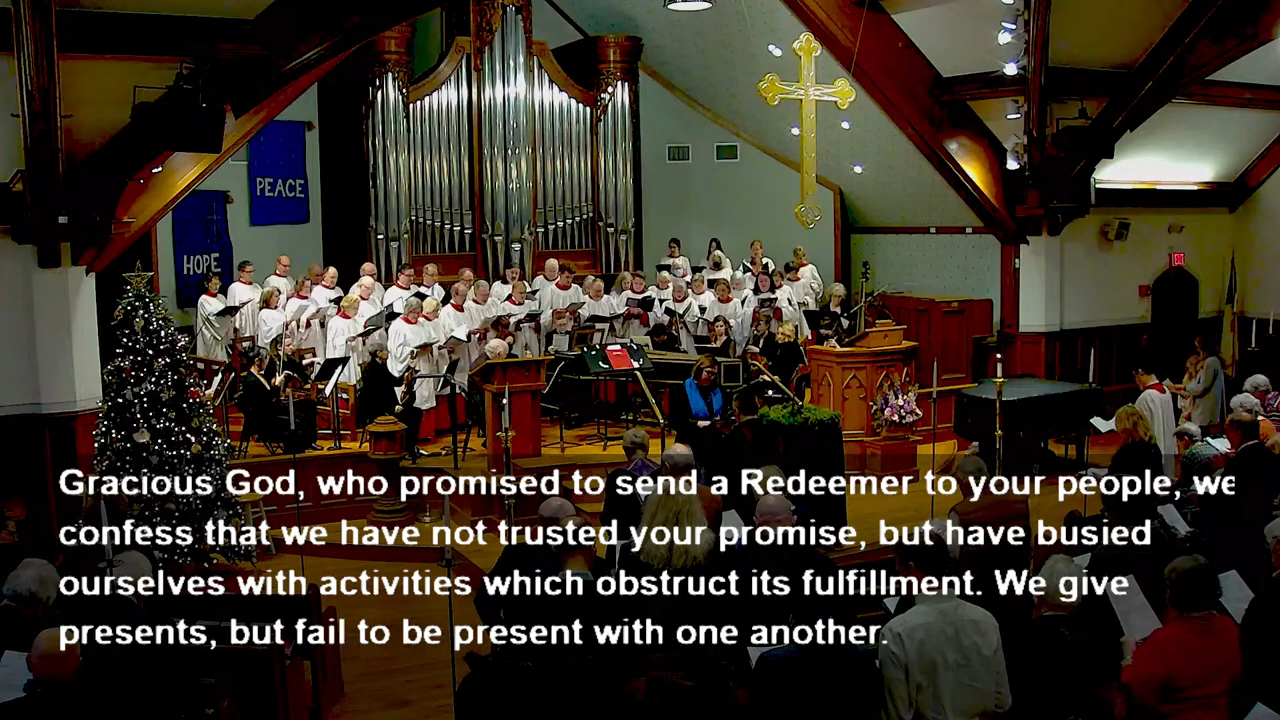 PEACE
HOPE
EXIT
Gracious God, who promised to send a Redeemer to your people, we
confess that we have not trusted your promise, but have busied
ourselves with activities which obstruct its fulfillment. We give
presents, but fail to be present with one another.